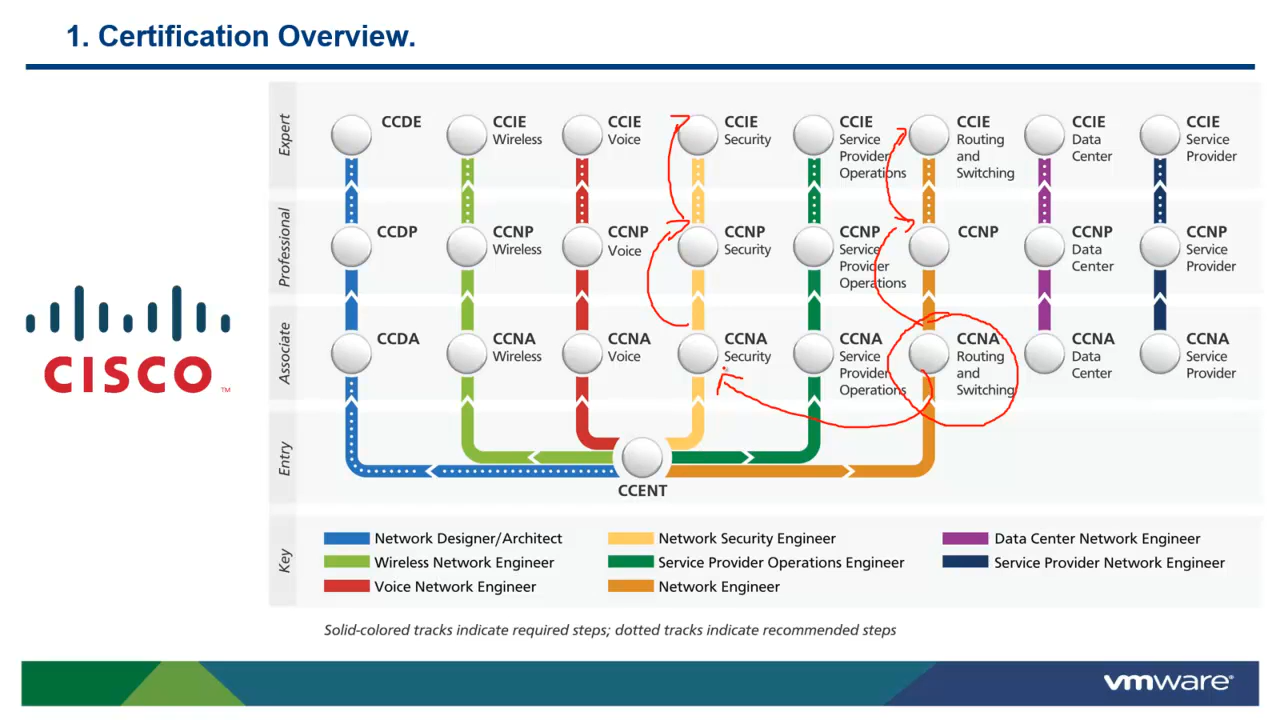 1. Certification Overview.
Expert
CCDE
CCIE
Wireless
CCIE
Voice
CCIE
Security
CCIE
Service
Provider
Operations
CCIE
Routing
and
Switching
CCIE
Data
Center
CCIE
Service
Provider
Professional
CCDP
CCNP
Wireless
CCNP
Voice
CCNP
Security
CCNP
Service
Provider
Operations
CCNP
CCNP
Data
Center
CCNP
Service
Provider
Associate
CCDA
CCNA
Wireless
CCNA
Voice
CCNA
Security
CCNA
Service
Provider
Operations
CCNA
Routing
and
Switching
CCNA
Data
Center
CCNA
Service
Provider
CISCO™
Entry
CCENT
Key
Network Designer/Architect
Wireless Network Engineer
Voice Network Engineer
Network Security Engineer
Service Provider Operations Engineer
Network Engineer
Data Center Network Engineer
Service Provider Network Engineer
Solid-colored tracks indicate required steps; dotted tracks indicate recommended steps
vmware®